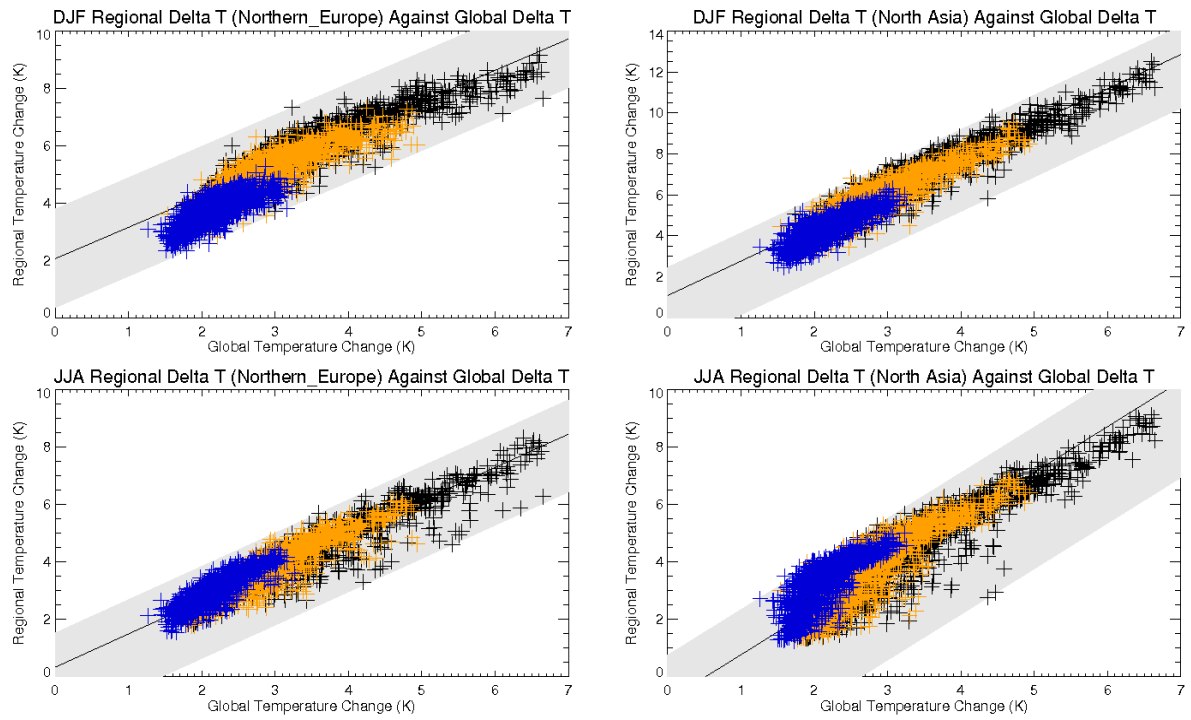 DJF Regional Delta T (Northern_Europe) Against Global Delta T
10
8
6
4
2
0
Regional Temperature Change (K)
0 1 2 3 4 5 6 7
Global Temperature Change (K)
DJF Regional Delta T (North Asia) Against Global Delta T
14
12
10
8
6
4
2
0
Regional Temperature Change (K)
0 1 2 3 4 5 6 7
Global Temperature Change (K)
JJA Regional Delta T (Northern_Europe) Against Global Delta T
10
8
6
4
2
0
Regional Temperature Change (K)
0 1 2 3 4 5 6 7
Global Temperature Change (K)
JJA Regional Delta T (North Asia) Against Global Delta T
10
8
6
4
2
0
Regional Temperature Change (K)
0 1 2 3 4 5 6 7
Global Temperature Change (K)